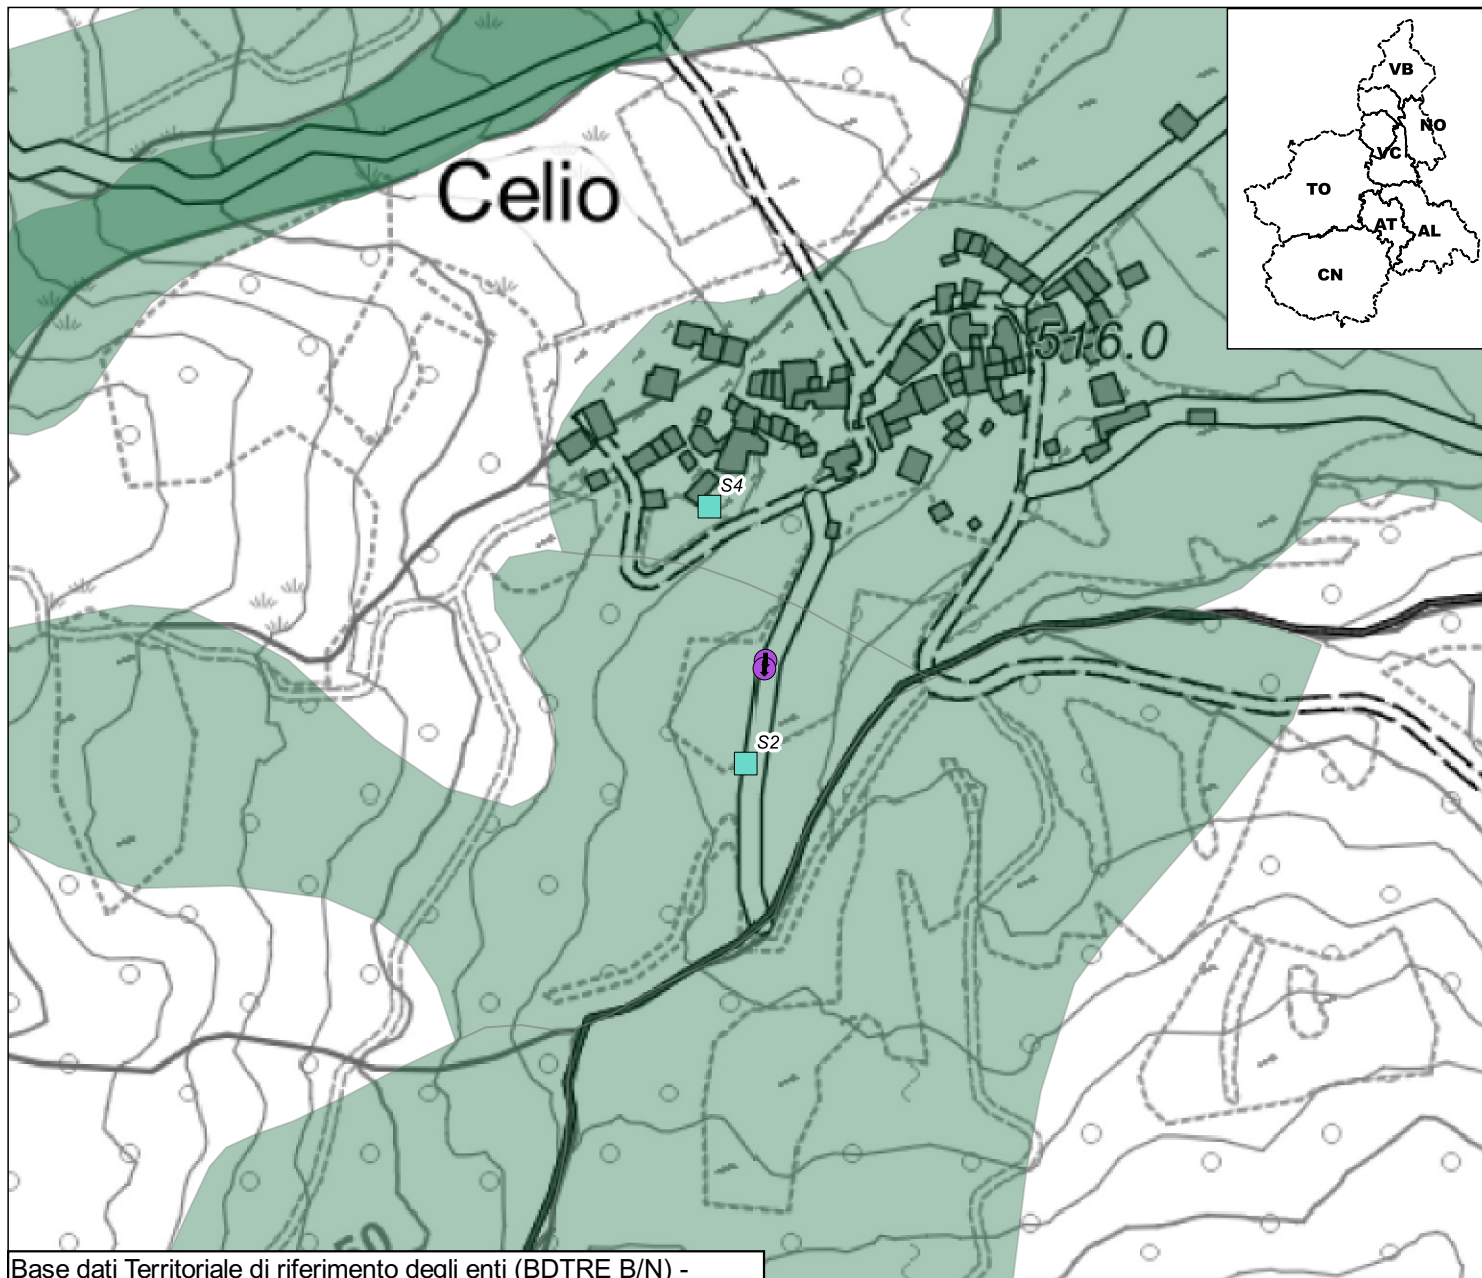 VB
NO
VC
TO
AT
AL
CN
Celio
516.0
S4
S2
50
Base dati Territoriale di riferimento degli enti (BDTRE B/N) -